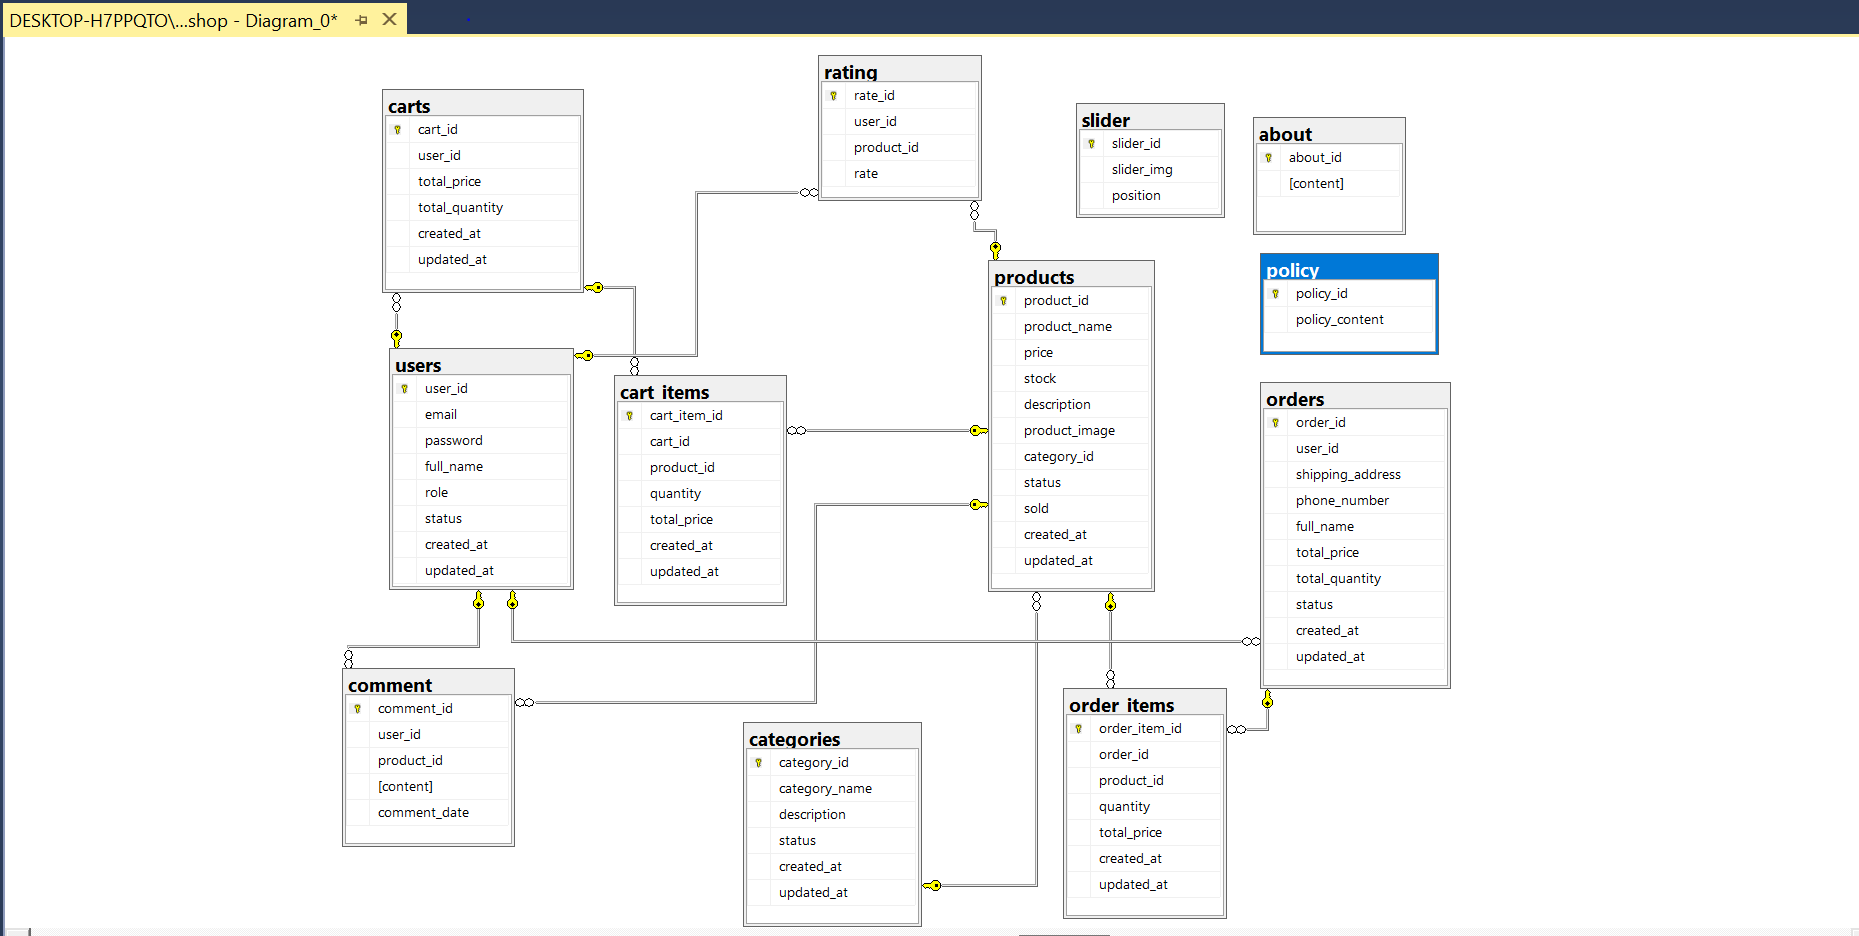 DESKTOP-H7PPQTO\...shop - Diagram_0*
carts
cart_id
user_id
total_price
total_quantity
created_at
updated_at
rating
rate_id
user_id
product_id
rate
slider
slider_id
slider_img
position
about
about_id
[content]
policy
policy_id
policy_content
products
product_id
product_name
price
stock
description
product_image
category_id
status
sold
created_at
updated_at
users
user_id
email
password
full_name
role
status
created_at
updated_at
cart_items
cart_item_id
cart_id
product_id
quantity
total_price
created_at
updated_at
orders
order_id
user_id
shipping_address
phone_number
full_name
total_price
total_quantity
status
created_at
updated_at
comment
comment_id
user_id
product_id
[content]
comment_date
categories
category_id
category_name
description
status
created_at
updated_at
order_items
order_item_id
order_id
product_id
quantity
total_price
created_at
updated_at